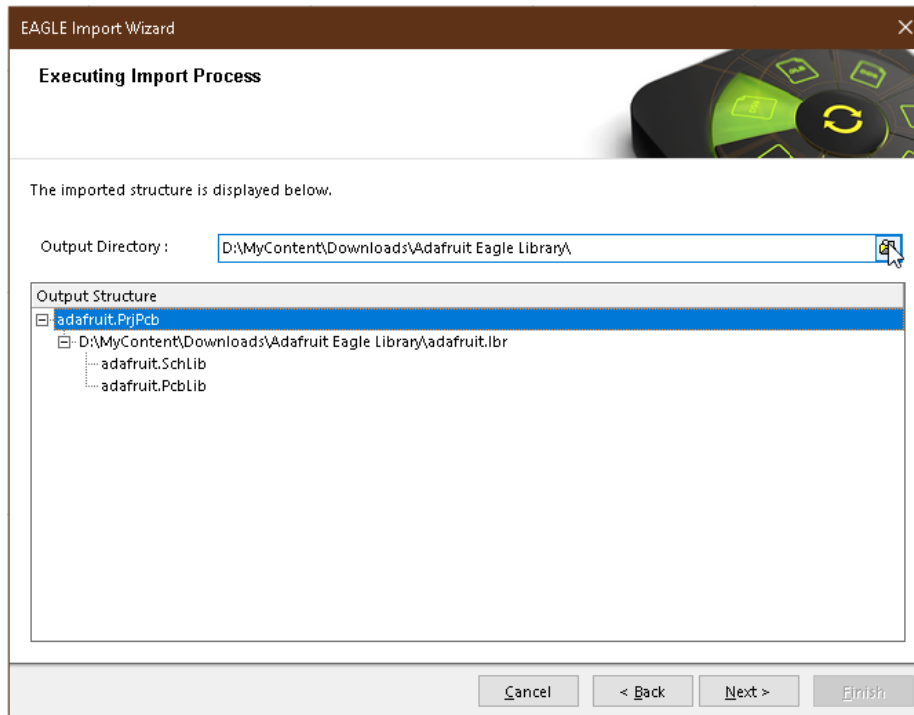 EAGLE Import Wizard
Executing Import Process
The imported structure is displayed below.
Output Directory : D:\MyContent\Downloads\Adafruit Eagle Library\
Output Structure
adafruit.PrjPcb
D:\MyContent\Downloads\Adafruit Eagle Library\adafruit.lbr
adafruit.SchLib
adafruit.PcbLib
Cancel < Back Next > Finish